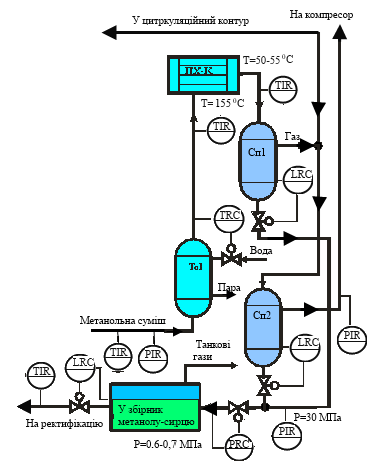 На компресор
У цитркуляційний контур
ПХ-К
T=50-55 °C
TIR
T= 155 °C
TIR
Газ
Сп1
LRC
TRC
Вода
То1
Пара
Метанольна суміш
Сп2
TIR
PIR
Танкові
гази
LRC
PIR
TIR
LRC
У збірник
метанолу-сирцю
На ректифікацію
P=30 МПа
P=0.6-0,7 МПа
PRC
PIR